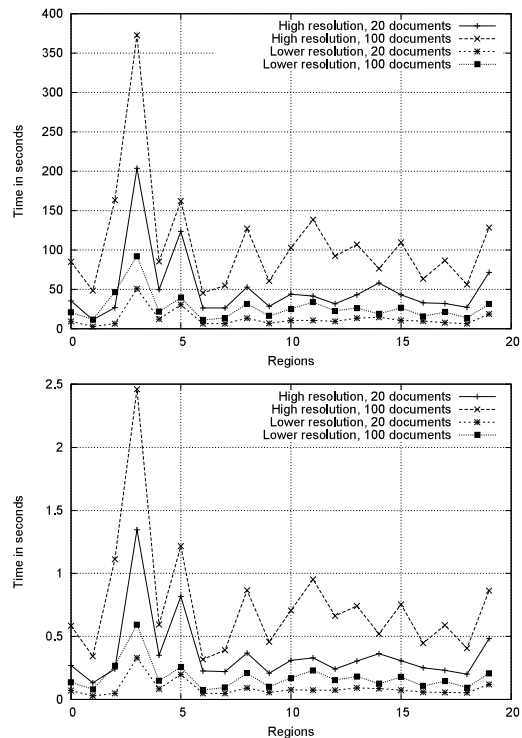 400
350
300
250
200
150
100
50
0
0
5
10
15
20
Time in seconds
Regions
High resolution, 20 documents
High resolution, 100 documents
Lower resolution, 20 documents
Lower resolution, 100 documents
2.5
2
1.5
1
0.5
0
0
5
10
15
20
Time in seconds
Regions
High resolution, 20 documents
High resolution, 100 documents
Lower resolution, 20 documents
Lower resolution, 100 documents